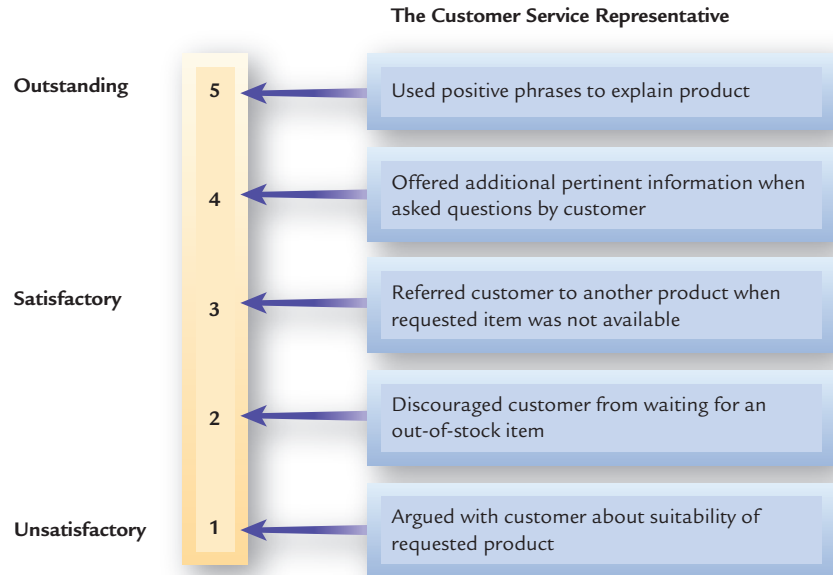 The Customer Service Representative
Outstanding
5
Used positive phrases to explain product
4
Offered additional pertinent information when
asked questions by customer
Satisfactory
3
Referred customer to another product when
requested item was not available
2
Discouraged customer from waiting for an
out-of-stock item
Unsatisfactory
1
Argued with customer about suitability of
requested product